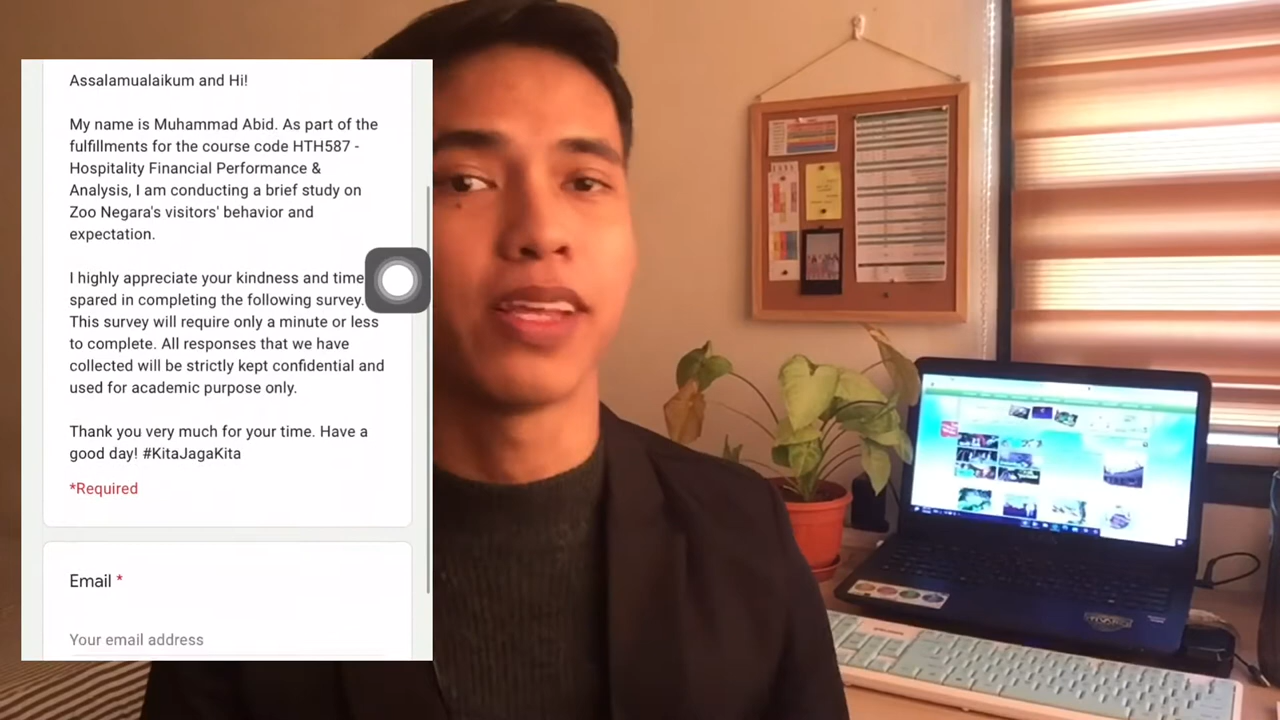 Assalamualaikum and Hi!
My name is Muhammad Abid. As part of the
fulfillments for the course code HTH587 -
Hospitality Financial Performance &
Analysis, I am conducting a brief study on
Zoo Negara's visitors' behavior and
expectation.
I highly appreciate your kindness and time
spared in completing the following survey.
This survey will require only a minute or less
to complete. All responses that we have
collected will be strictly kept confidential and
used for academic purpose only.
Thank you very much for your time. Have a
good day! #KitaJagaKita
*Required
Email *
Your email address